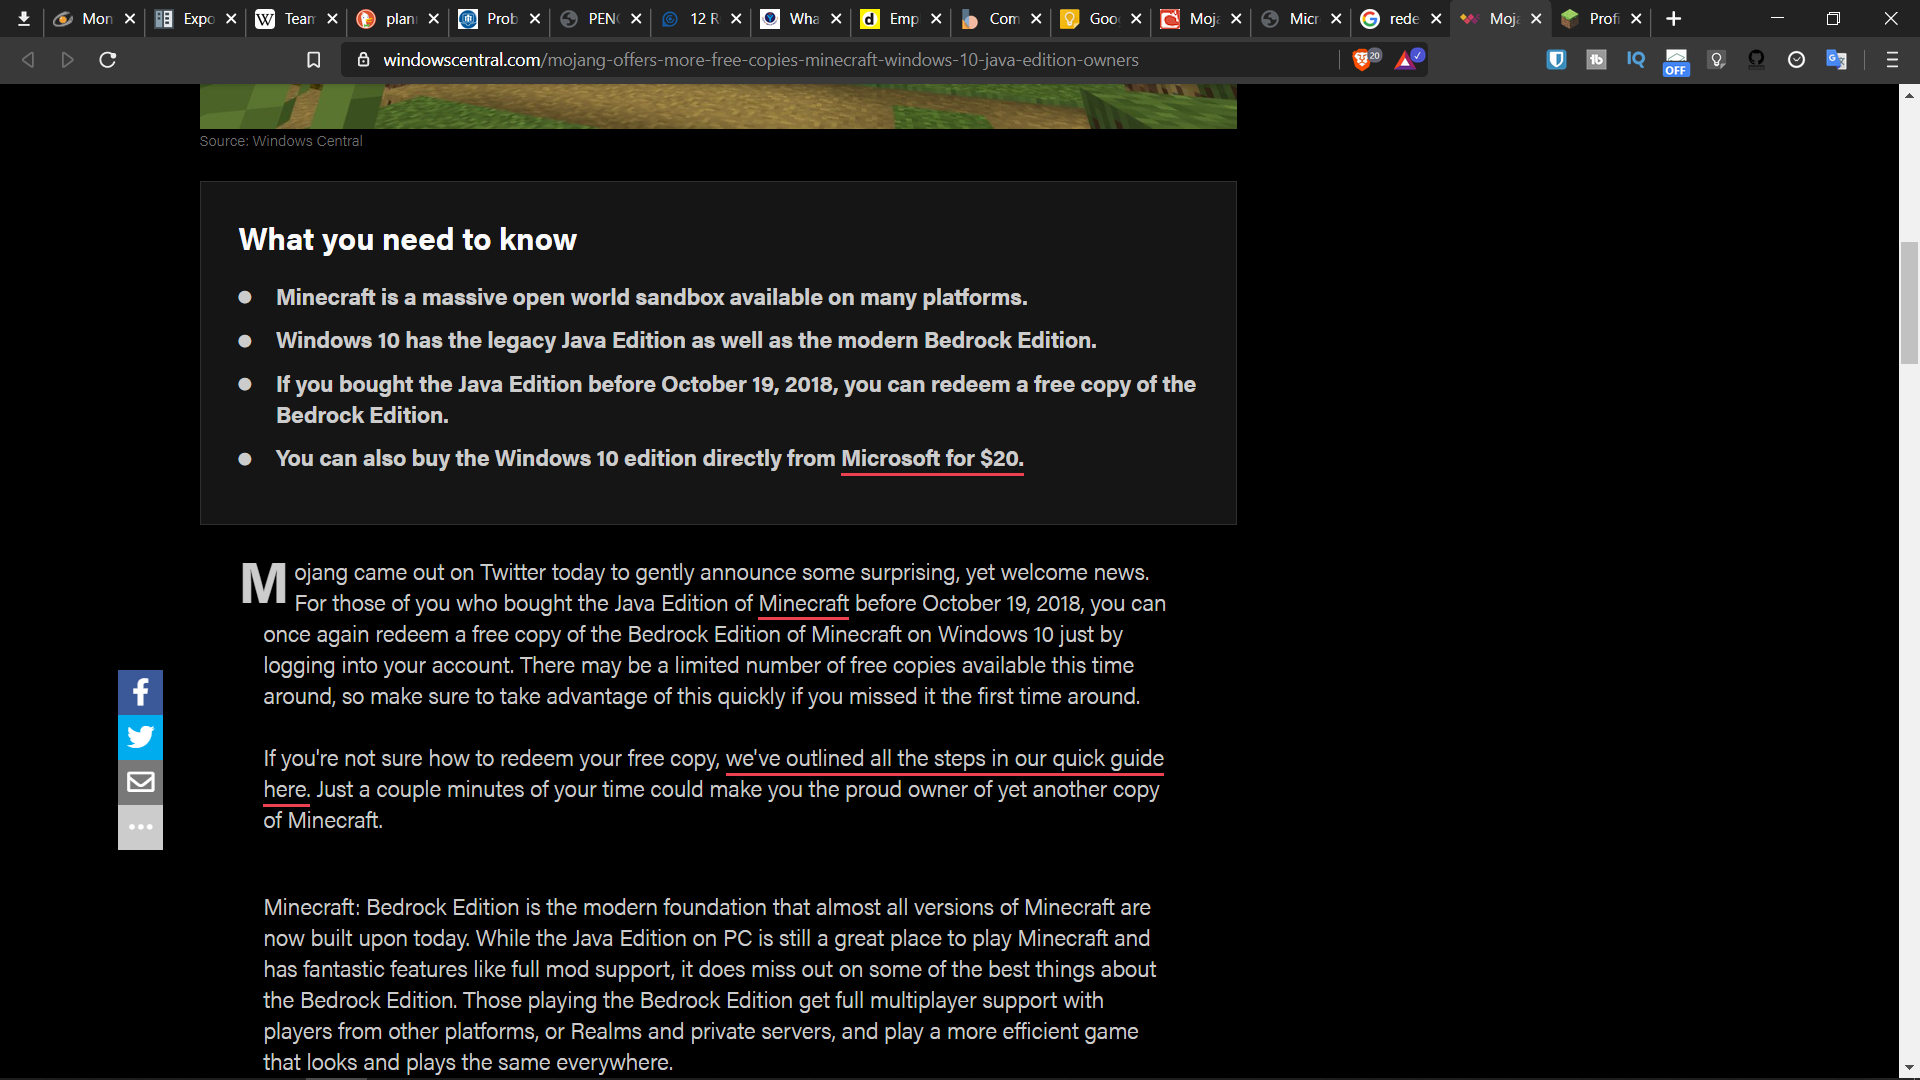 Mon
Expo
Team
plan
Prob
PEN
12 R
Wha
Emp
Com
Goo
Moja
Micr
rede
Moja
Profi
windowscentral.com/mojang-offers-more-free-copies-minecraft-windows-10-java-edition-owners
20
OFF
Source: Windows Central
What you need to know
Minecraft is a massive open world sandbox available on many platforms.
Windows 10 has the legacy Java Edition as well as the modern Bedrock Edition.
If you bought the Java Edition before October 19, 2018, you can redeem a free copy of the
Bedrock Edition.
You can also buy the Windows 10 edition directly from Microsoft for $20.
Mojang came out on Twitter today to gently announce some surprising, yet welcome news.
For those of you who bought the Java Edition of Minecraft before October 19, 2018, you can
once again redeem a free copy of the Bedrock Edition of Minecraft on Windows 10 just by
logging into your account. There may be a limited number of free copies available this time
around, so make sure to take advantage of this quickly if you missed it the first time around.
If you're not sure how to redeem your free copy, we've outlined all the steps in our quick guide
here. Just a couple minutes of your time could make you the proud owner of yet another copy
of Minecraft.
Minecraft: Bedrock Edition is the modern foundation that almost all versions of Minecraft are
now built upon today. While the Java Edition on PC is still a great place to play Minecraft and
has fantastic features like full mod support, it does miss out on some of the best things about
the Bedrock Edition. Those playing the Bedrock Edition get full multiplayer support with
players from other platforms, or Realms and private servers, and play a more efficient game
that looks and plays the same everywhere.